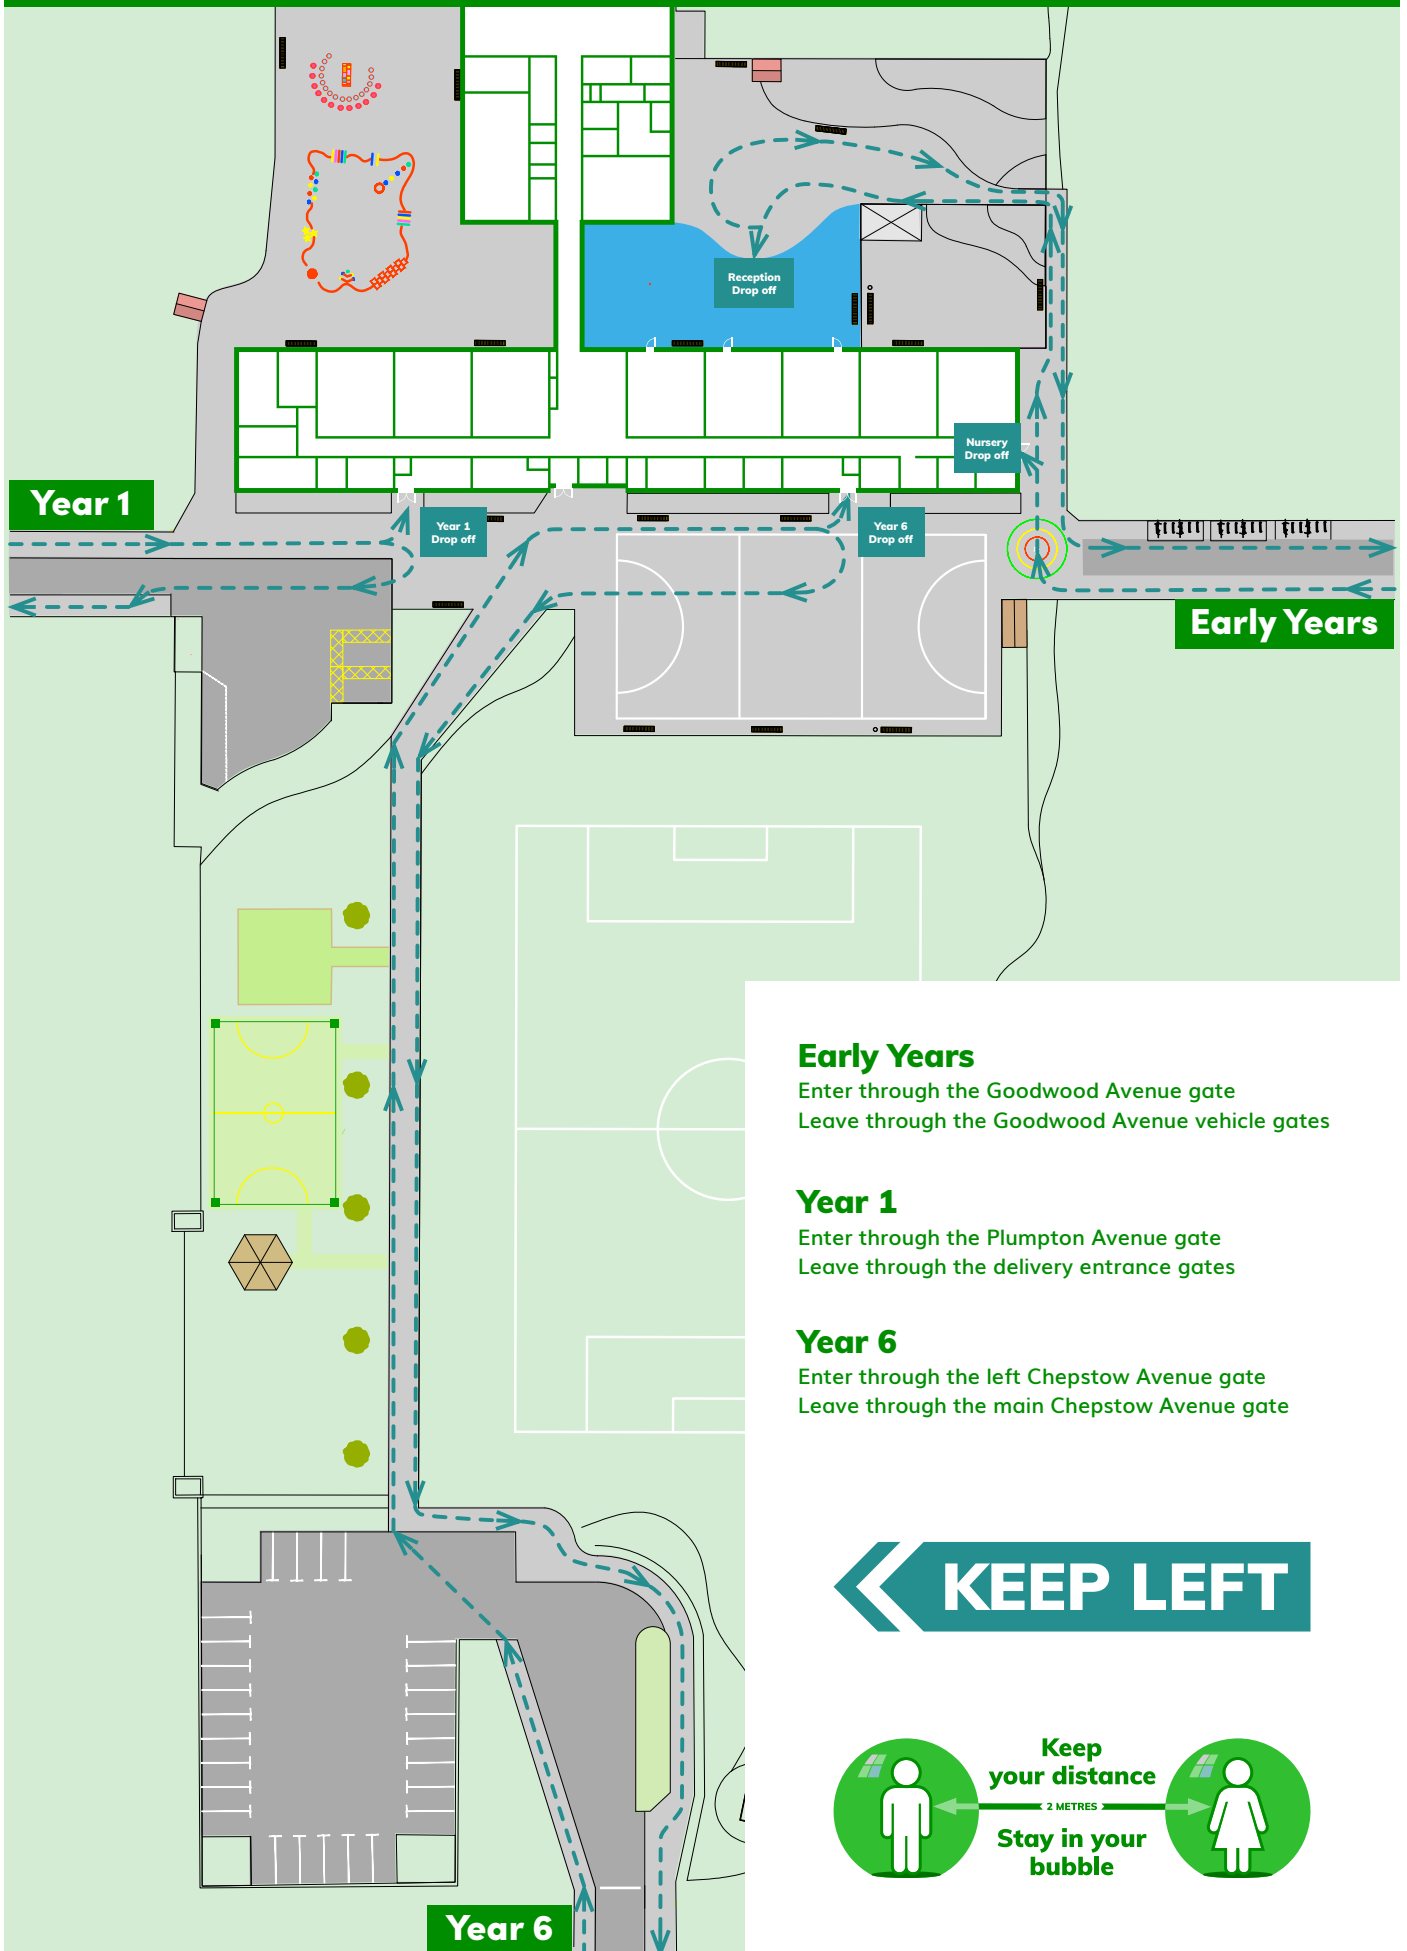 Reception
Drop off
Nursery
Drop off
Year 1
Year 1
Drop off
Year 6
Drop off
Early Years
Early Years
Enter through the Goodwood Avenue gate
Leave through the Goodwood Avenue vehicle gates
Year 1
Enter through the Plumpton Avenue gate
Leave through the delivery entrance gates
Year 6
Enter through the left Chepstow Avenue gate
Leave through the main Chepstow Avenue gate
KEEP LEFT
Keep
your distance
2 METRES
Stay in your
bubble
Year 6